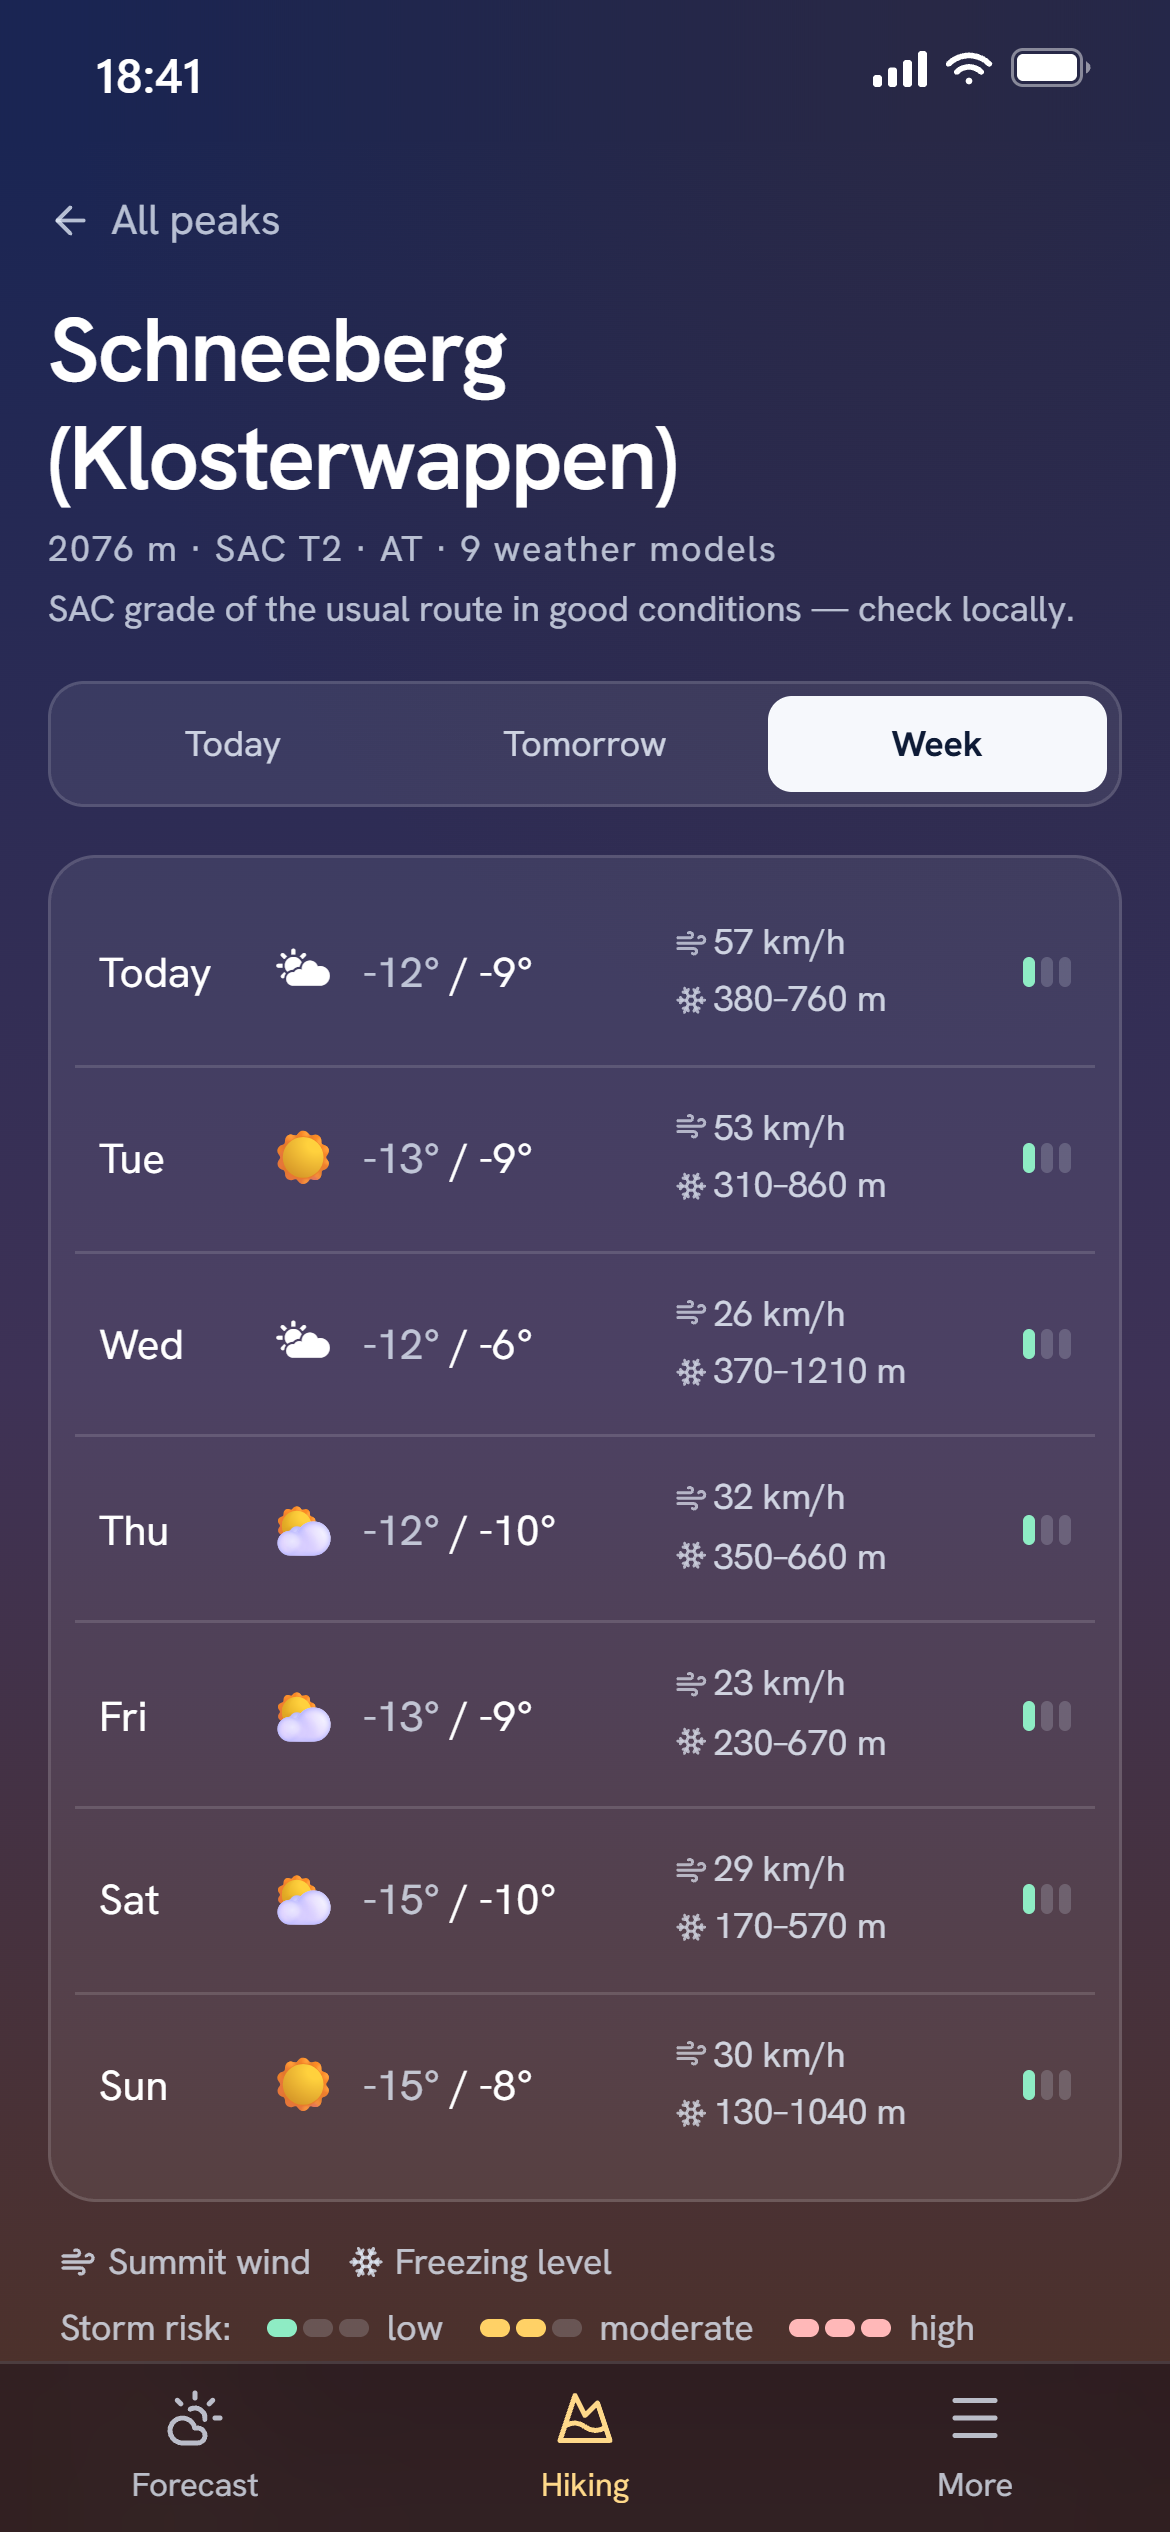 18:41
All peaks
Schneeberg
(Klosterwappen)
2076 m · SAC T2 · AT · 9 weather models
SAC grade of the usual route in good conditions — check locally.
Today Tomorrow Week
Today -12° / -9° 57 km/h
380–760 m
Tue -13° / -9° 53 km/h
310–860 m
Wed -12° / -6° 26 km/h
370–1210 m
Thu -12° / -10° 32 km/h
350–660 m
Fri -13° / -9° 23 km/h
230–670 m
Sat -15° / -10° 29 km/h
170–570 m
Sun -15° / -8° 30 km/h
130–1040 m
Summit wind Freezing level
Storm risk: low moderate high
Forecast Hiking More